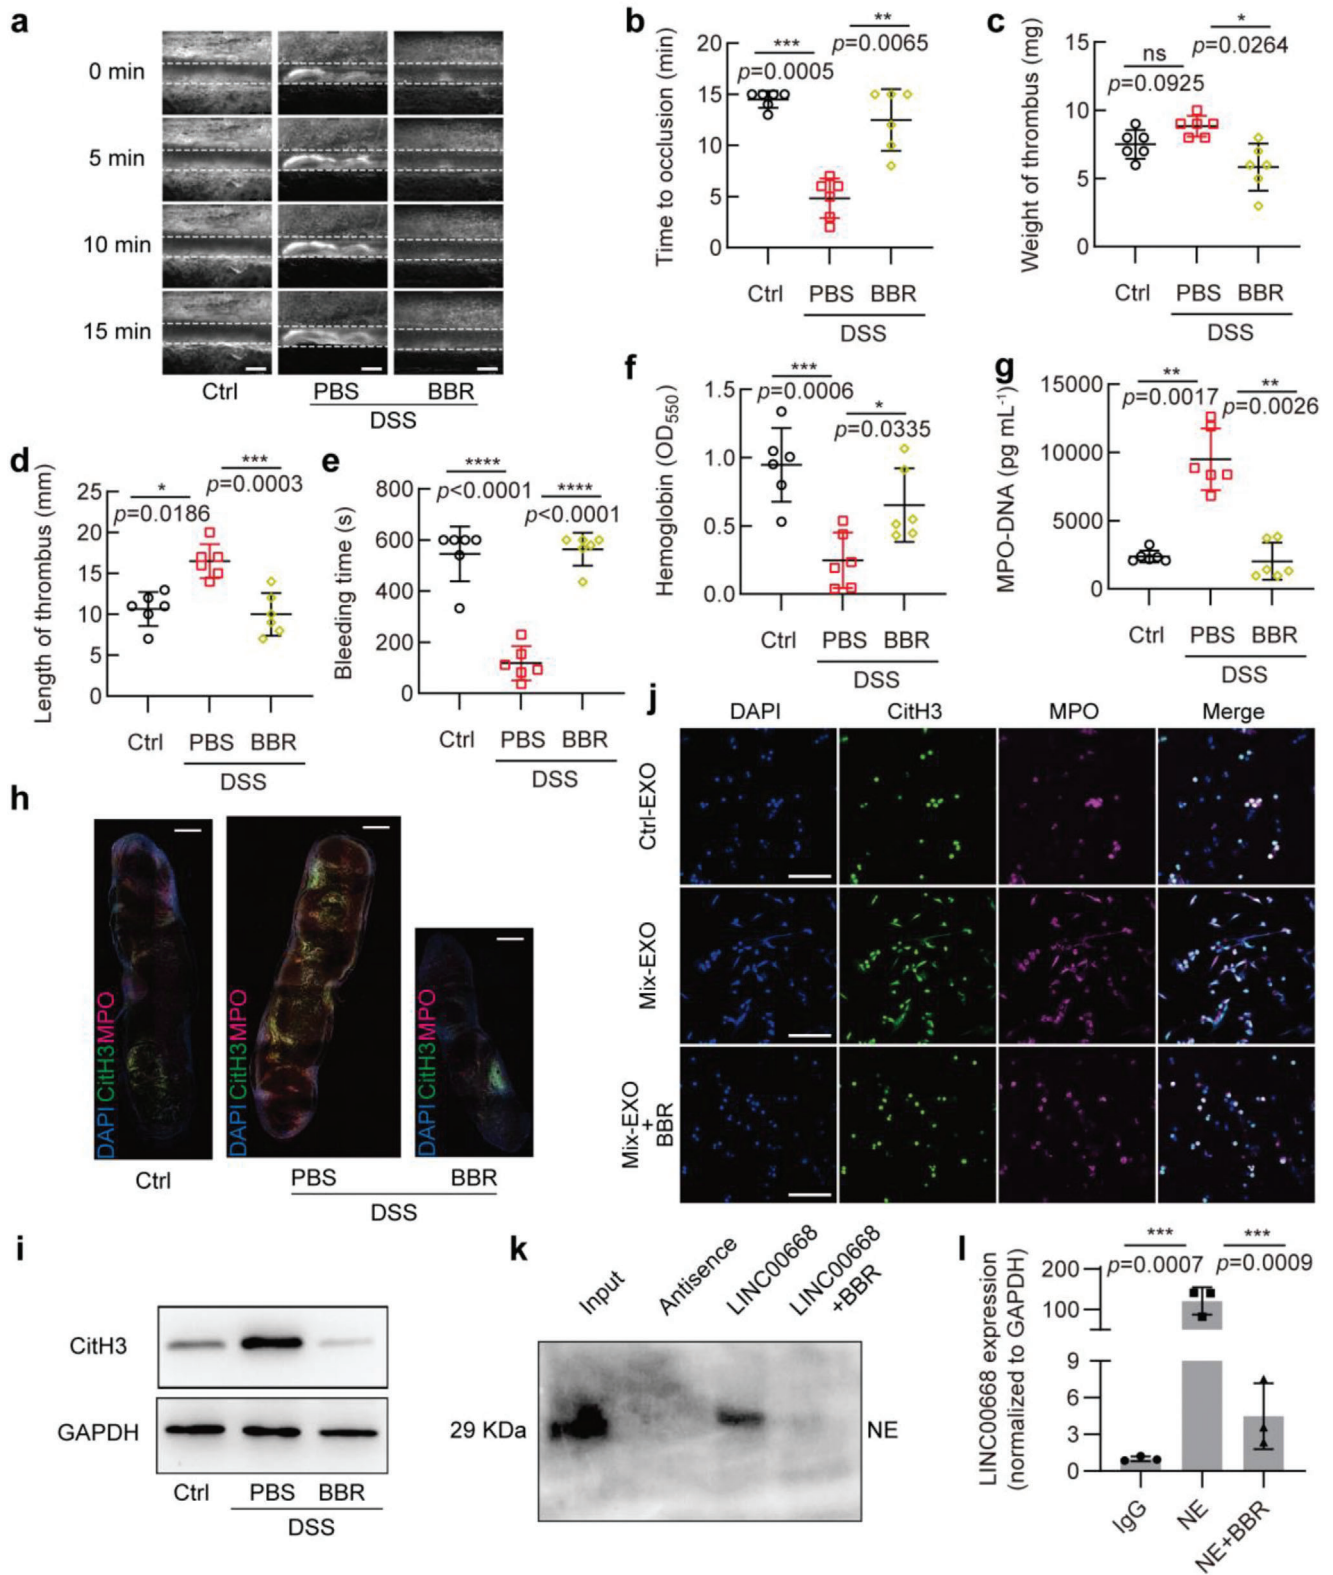 a
0 min
5 min
10 min
15 min
Ctrl
PBS
BBR
DSS
b
Time to occlusion (min)
20
15
10
5
0
***
p=0.0005
**
p=0.0065
Ctrl
PBS
BBR
DSS
c
Weight of thrombus (mg)
15
10
5
0
ns
p=0.0925
*
p=0.0264
Ctrl
PBS
BBR
DSS
d
Length of thrombus (mm)
25
20
15
10
5
0
*
p=0.0186
***
p=0.0003
Ctrl
PBS
BBR
DSS
e
Bleeding time (s)
800
600
400
200
0
****
p<0.0001
****
p<0.0001
Ctrl
PBS
BBR
DSS
f
Hemoglobin (OD550)
1.5
1.0
0.5
0.0
***
p=0.0006
*
p=0.0335
Ctrl
PBS
BBR
DSS
g
MPO-DNA (pg mL-1)
15000
10000
5000
0
**
p=0.0017
**
p=0.0026
Ctrl
PBS
BBR
DSS
h
DAPI CitH3MPO
DAPI CitH3MPO
DAPI CitH3MPO
Ctrl
PBS
BBR
DSS
j
DAPI
CitH3
MPO
Merge
Ctrl-EXO
Mix-EXO
Mix-EXO
+
BBR
i
CitH3
GAPDH
Ctrl
PBS
BBR
DSS
k
Input
Antisence
LINC00668
LINC00668
+BBR
29 KDa
NE
l
LINC00668 expression
(normalized to GAPDH)
200
100
9
6
3
0
***
p=0.0007
***
p=0.0009
IgG
NE
NE+BBR